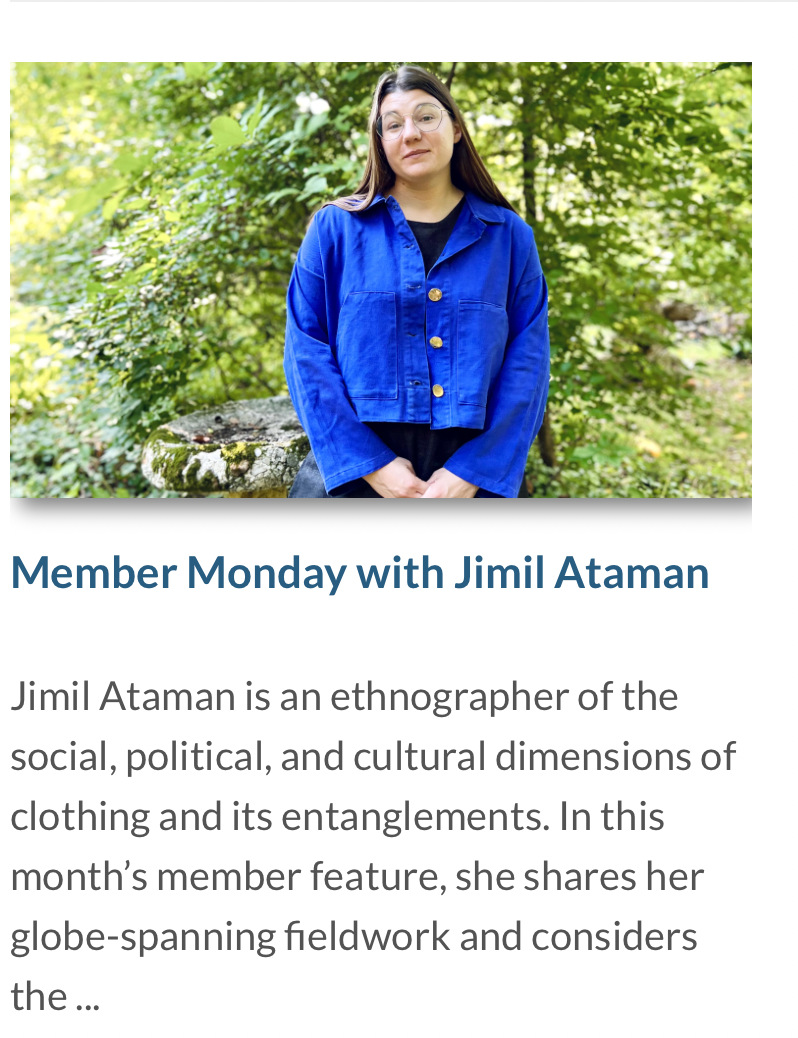 Member Monday with Jimil Ataman
Jimil Ataman is an ethnographer of the
social, political, and cultural dimensions of
clothing and its entanglements. In this
month’s member feature, she shares her
globe-spanning fieldwork and considers
the ...